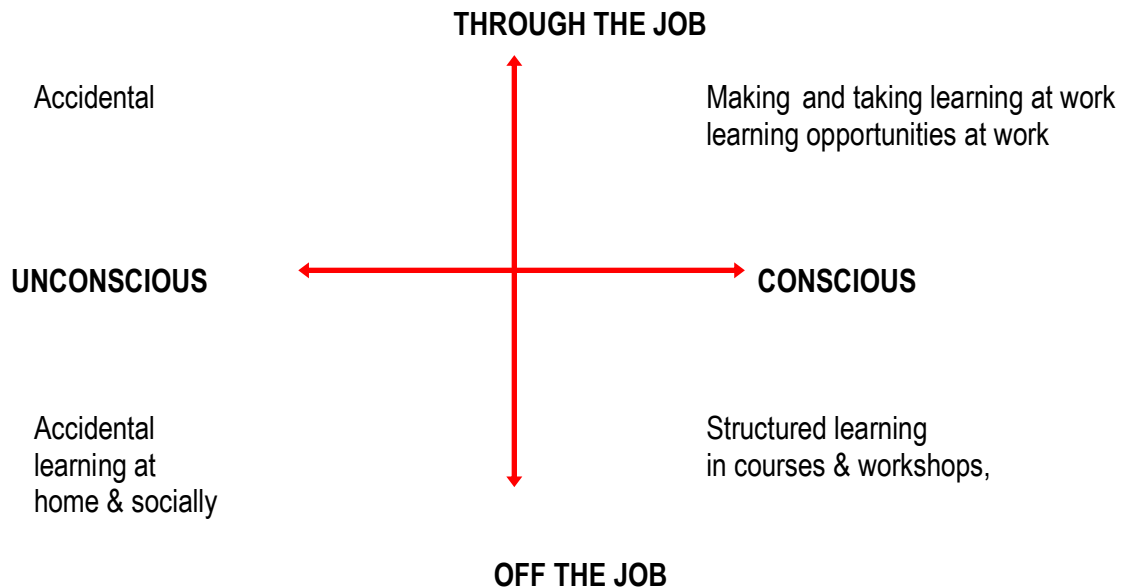 THROUGH THE JOB
Accidental
Making and taking learning at work
learning opportunities at work
UNCONSCIOUS
CONSCIOUS
Accidental
learning at
home & socially
Structured learning
in courses & workshops,
OFF THE JOB